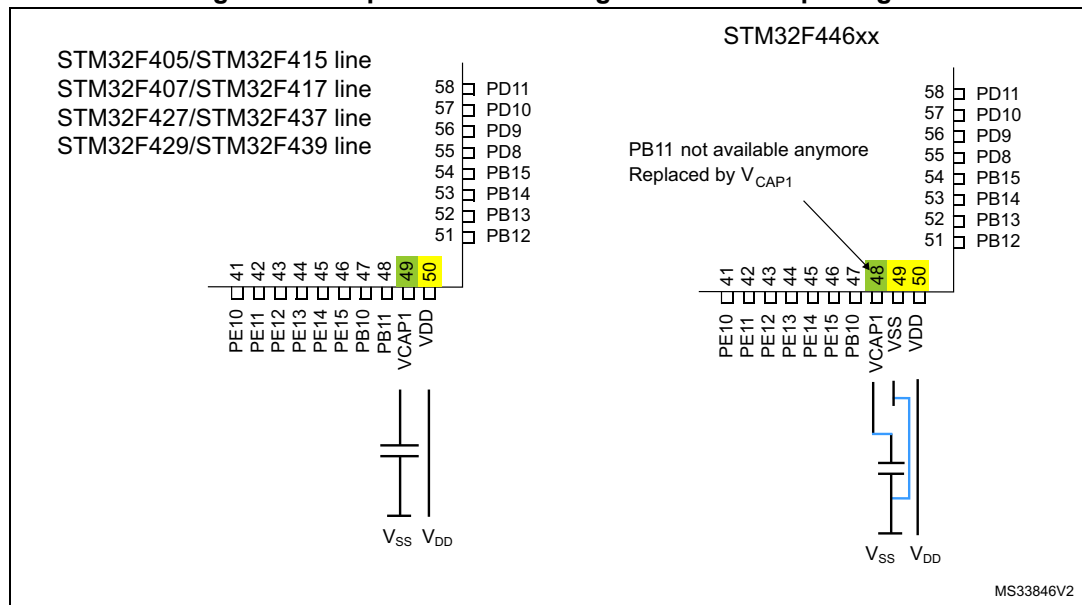 STM32F405/STM32F415 line
STM32F407/STM32F417 line
STM32F427/STM32F437 line
STM32F429/STM32F439 line
58 PD11
57 PD10
56 PD9
55 PD8
54 PB15
53 PB14
52 PB13
51 PB12
41 42 43 44 45 46 47 48 49 50
PE10 PE11 PE12 PE13 PE14 PE15 PB10 PB11 VCAP1 VDD
VSS VDD
STM32F446xx
PB11 not available anymore
Replaced by VCAP1
58 PD11
57 PD10
56 PD9
55 PD8
54 PB15
53 PB14
52 PB13
51 PB12
41 42 43 44 45 46 47 48 49 50
PE10 PE11 PE12 PE13 PE14 PE15 PB10 VCAP1 VSS VDD
VSS VDD
MS33846V2